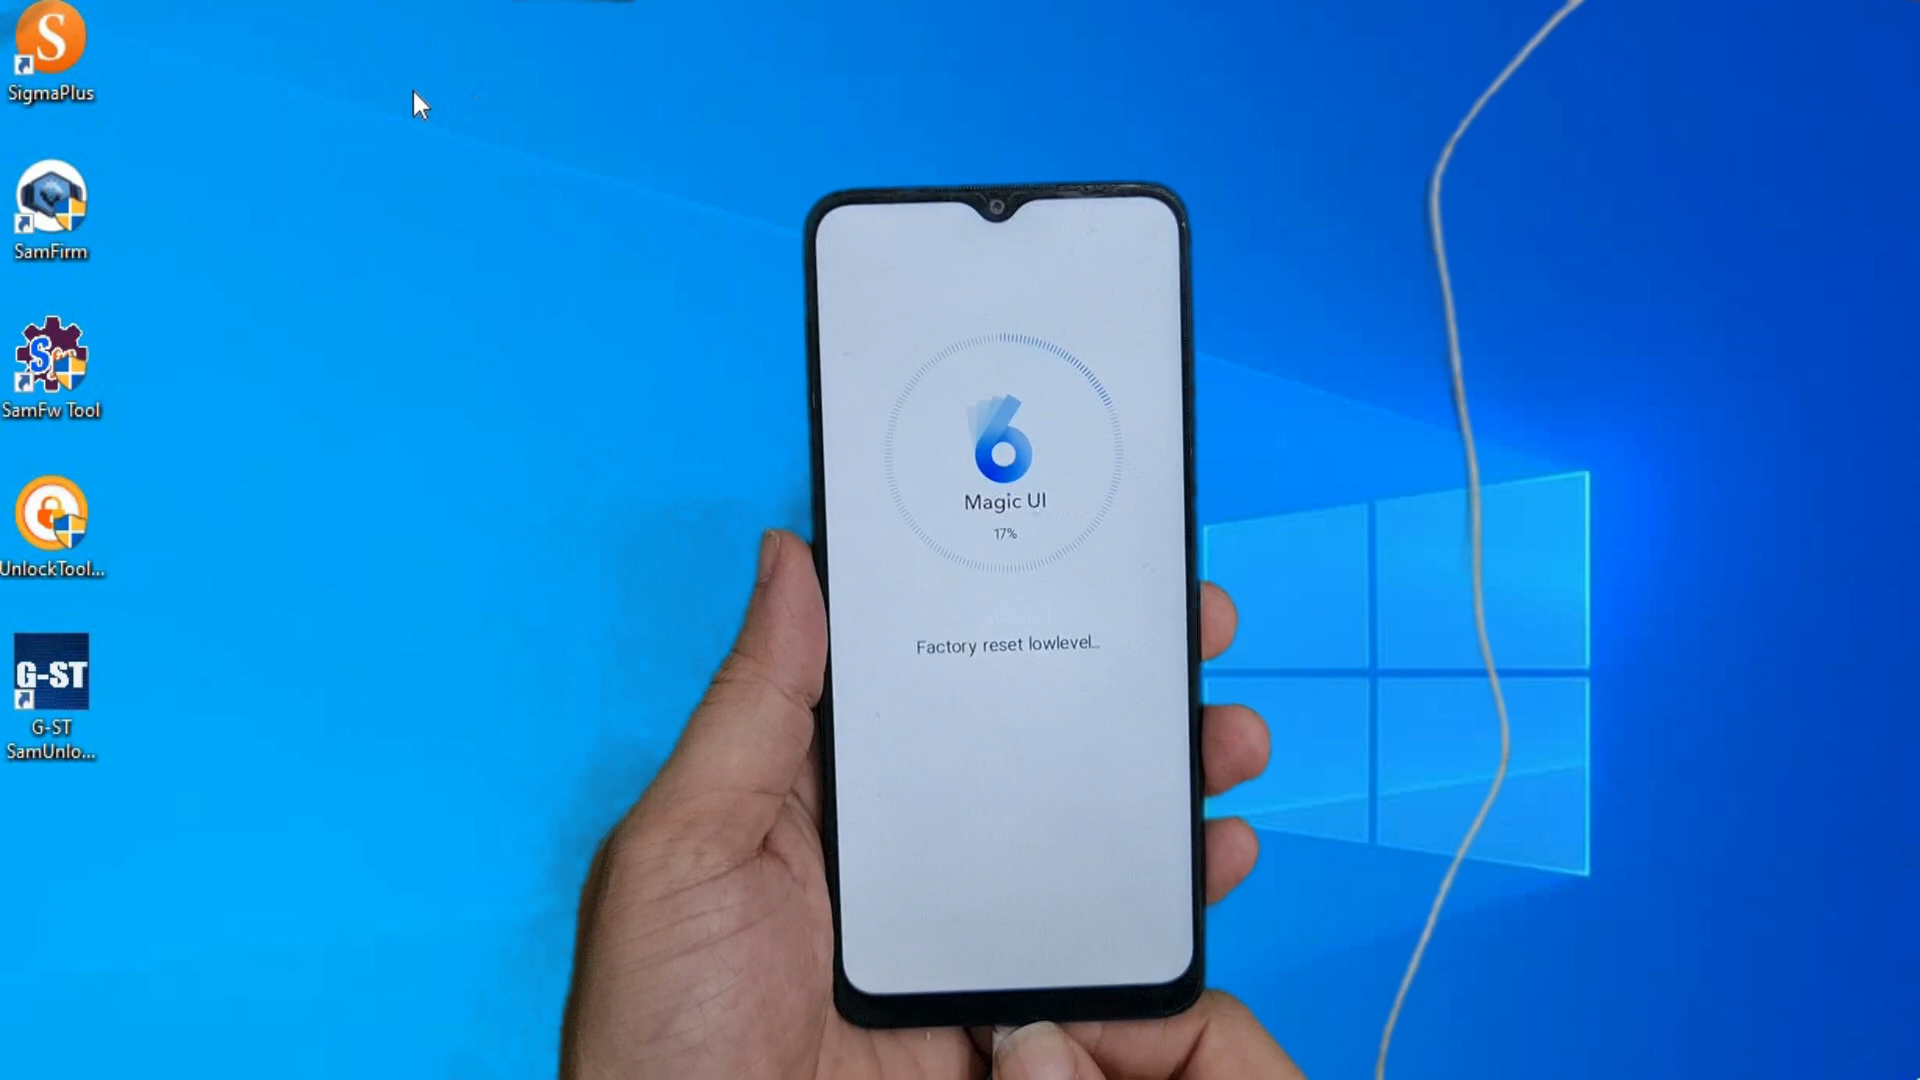 SigmaPlus
SamFirm
SamFw Tool
UnlockTool...
G-ST
G-ST
SamUnlo...
6
Magic UI
17%
Factory reset lowlevel...